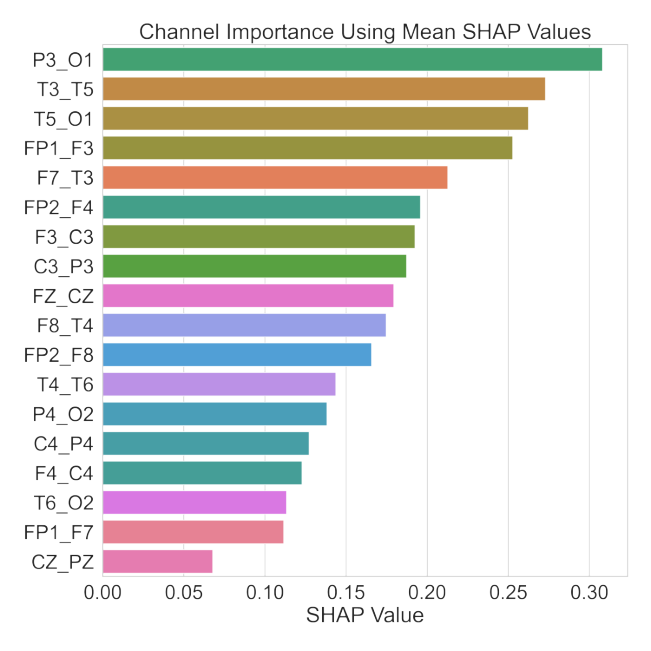 Channel Importance Using Mean SHAP Values
P3_O1
T3_T5
T5_O1
FP1_F3
F7_T3
FP2_F4
F3_C3
C3_P3
FZ_CZ
F8_T4
FP2_F8
T4_T6
P4_O2
C4_P4
F4_C4
T6_O2
FP1_F7
CZ_PZ
0.00 0.05 0.10 0.15 0.20 0.25 0.30
SHAP Value